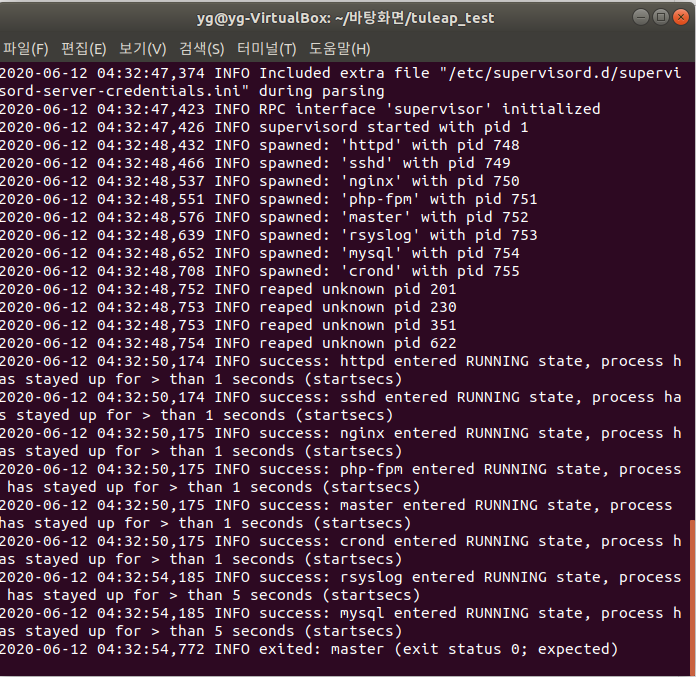 yg@yg-VirtualBox: ~/바탕화면/tuleap_test
파일(F) 편집(E) 보기(V) 검색(S) 터미널(T) 도움말(H)
2020-06-12 04:32:47,374 INFO Included extra file "/etc/supervisord.d/supervi
sord-server-credentials.ini" during parsing
2020-06-12 04:32:47,423 INFO RPC interface 'supervisor' initialized
2020-06-12 04:32:47,426 INFO supervisord started with pid 1
2020-06-12 04:32:48,432 INFO spawned: 'httpd' with pid 748
2020-06-12 04:32:48,466 INFO spawned: 'sshd' with pid 749
2020-06-12 04:32:48,537 INFO spawned: 'nginx' with pid 750
2020-06-12 04:32:48,551 INFO spawned: 'php-fpm' with pid 751
2020-06-12 04:32:48,576 INFO spawned: 'master' with pid 752
2020-06-12 04:32:48,639 INFO spawned: 'rsyslog' with pid 753
2020-06-12 04:32:48,652 INFO spawned: 'mysql' with pid 754
2020-06-12 04:32:48,708 INFO spawned: 'crond' with pid 755
2020-06-12 04:32:48,752 INFO reaped unknown pid 201
2020-06-12 04:32:48,753 INFO reaped unknown pid 230
2020-06-12 04:32:48,753 INFO reaped unknown pid 351
2020-06-12 04:32:48,754 INFO reaped unknown pid 622
2020-06-12 04:32:50,174 INFO success: httpd entered RUNNING state, process h
as stayed up for > than 1 seconds (startsecs)
2020-06-12 04:32:50,174 INFO success: sshd entered RUNNING state, process ha
s stayed up for > than 1 seconds (startsecs)
2020-06-12 04:32:50,175 INFO success: nginx entered RUNNING state, process h
as stayed up for > than 1 seconds (startsecs)
2020-06-12 04:32:50,175 INFO success: php-fpm entered RUNNING state, process
 has stayed up for > than 1 seconds (startsecs)
2020-06-12 04:32:50,175 INFO success: master entered RUNNING state, process
has stayed up for > than 1 seconds (startsecs)
2020-06-12 04:32:50,175 INFO success: crond entered RUNNING state, process h
as stayed up for > than 1 seconds (startsecs)
2020-06-12 04:32:54,185 INFO success: rsyslog entered RUNNING state, process
 has stayed up for > than 5 seconds (startsecs)
2020-06-12 04:32:54,185 INFO success: mysql entered RUNNING state, process h
as stayed up for > than 5 seconds (startsecs)
2020-06-12 04:32:54,772 INFO exited: master (exit status 0; expected)